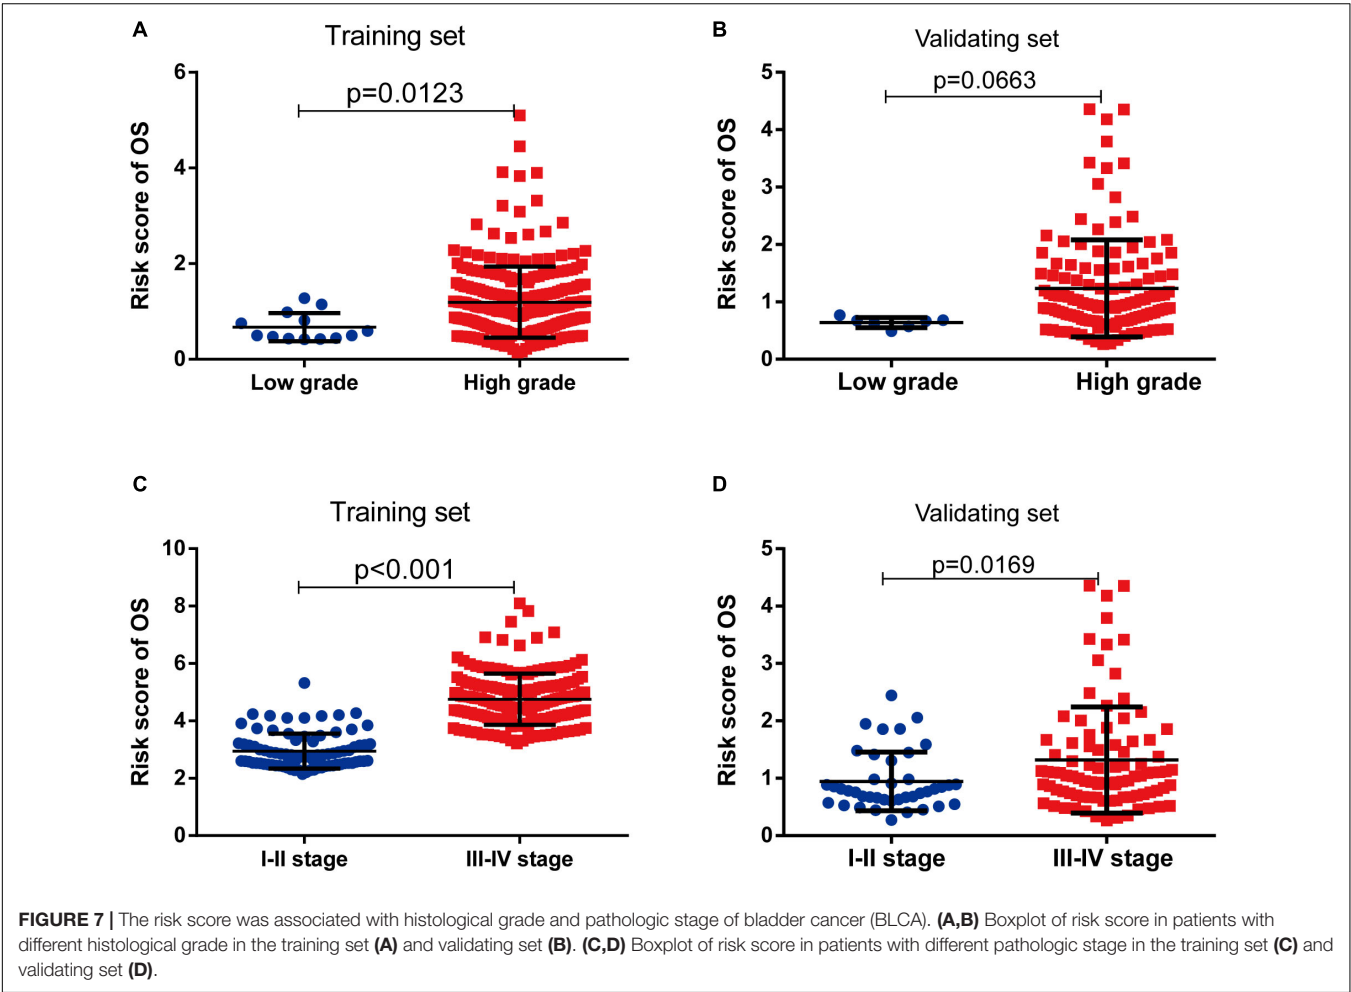 A
Training set
p=0.0123
Risk score of OS
6
4
2
0
Low grade
High grade
B
Validating set
p=0.0663
Risk score of OS
5
4
3
2
1
0
Low grade
High grade
C
Training set
p<0.001
Risk score of OS
10
8
6
4
2
0
I-II stage
III-IV stage
D
Validating set
p=0.0169
Risk score of OS
5
4
3
2
1
0
I-II stage
III-IV stage
FIGURE 7 | The risk score was associated with histological grade and pathologic stage of bladder cancer (BLCA). (A,B) Boxplot of risk score in patients with
different histological grade in the training set (A) and validating set (B). (C,D) Boxplot of risk score in patients with different pathologic stage in the training set (C) and
validating set (D).